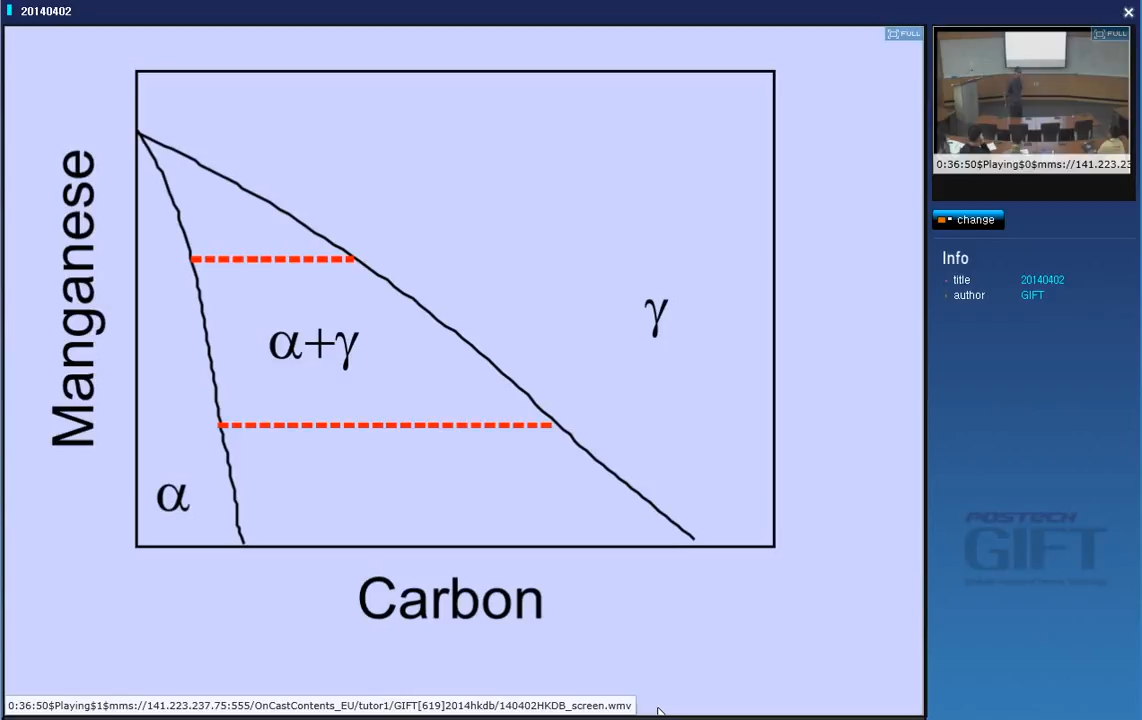 20140402
FULL
FULL
Manganese
γ
α+γ
α
Carbon
0:36:50$Playing$1$mms://141.223.237.75:555/OnCastContents_EU/tutor1/GIFT[619]2014hkdb/140402HKDB_screen.wmv
0:36:50$Playing$0$mms://141.223.23
change
Info
title 20140402
author GIFT
POSTECH
GIFT